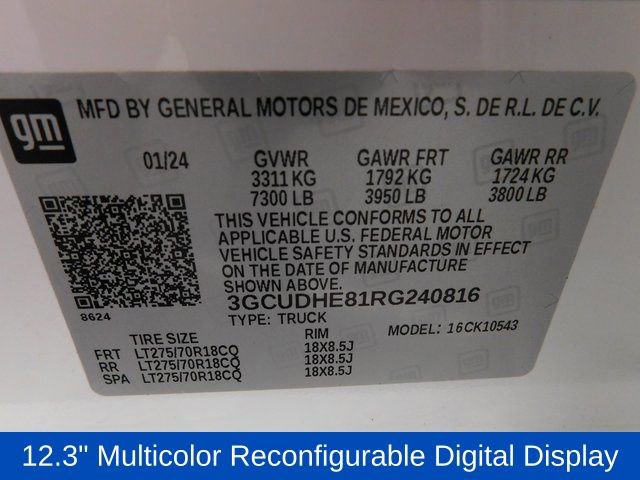 gm
MFD BY GENERAL MOTORS DE MEXICO, S. DE R.L. DE C.V.
01/24 GVWR GAWR FRT GAWR RR
3311 KG 1792 KG 1724 KG
7300 LB 3950 LB 3800 LB
THIS VEHICLE CONFORMS TO ALL
APPLICABLE U.S. FEDERAL MOTOR
VEHICLE SAFETY STANDARDS IN EFFECT
ON THE DATE OF MANUFACTURE
SHOWN ABOVE.
3GCUDHE81RG240816
8624
TYPE: TRUCK MODEL: 16CK10543
TIRE SIZE RIM
FRT LT275/70R18CQ 18X8.5J
RR LT275/70R18CQ 18X8.5J
SPA LT275/70R18CQ 18X8.5J
12.3" Multicolor Reconfigurable Digital Display